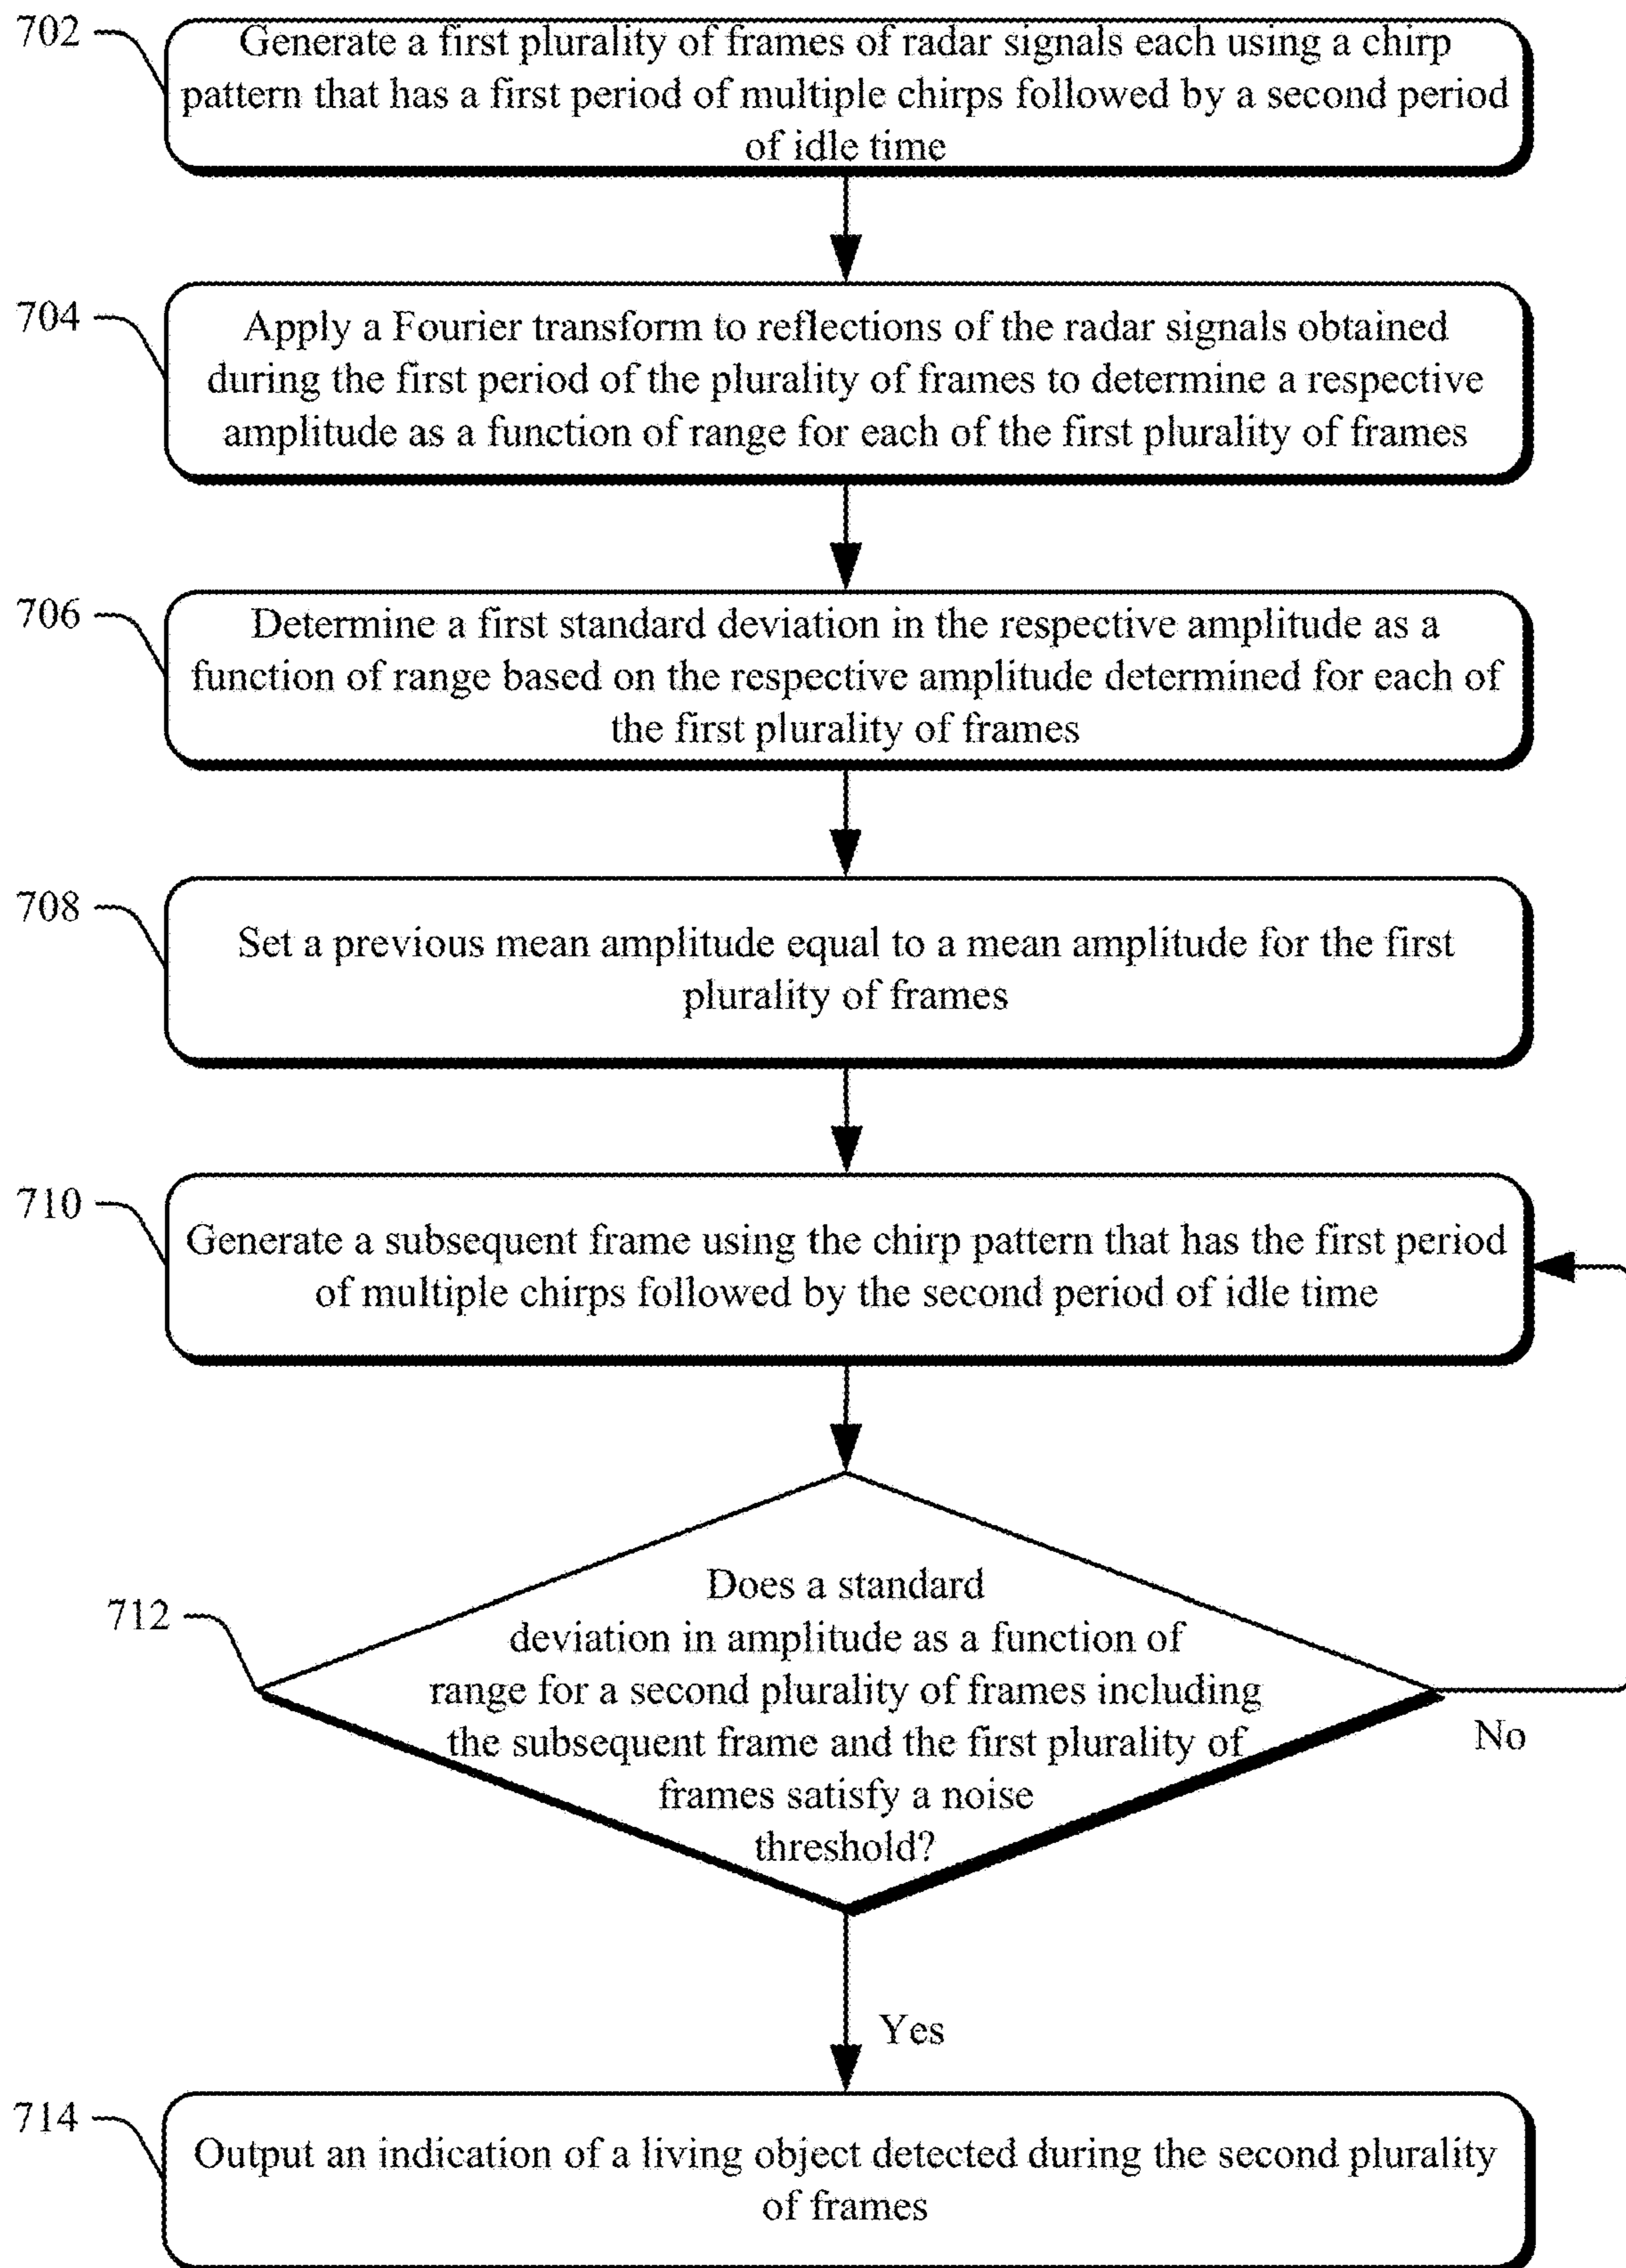 702
Generate a first plurality of frames of radar signals each using a chirp
pattern that has a first period of multiple chirps followed by a second period
of idle time
704
Apply a Fourier transform to reflections of the radar signals obtained
during the first period of the plurality of frames to determine a respective
amplitude as a function of range for each of the first plurality of frames
706
Determine a first standard deviation in the respective amplitude as a
function of range based on the respective amplitude determined for each of
the first plurality of frames
708
Set a previous mean amplitude equal to a mean amplitude for the first
plurality of frames
710
Generate a subsequent frame using the chirp pattern that has the first period
of multiple chirps followed by the second period of idle time
712
Does a standard
deviation in amplitude as a function of
range for a second plurality of frames including
the subsequent frame and the first plurality of
frames satisfy a noise
threshold?
No
Yes
714
Output an indication of a living object detected during the second plurality
of frames